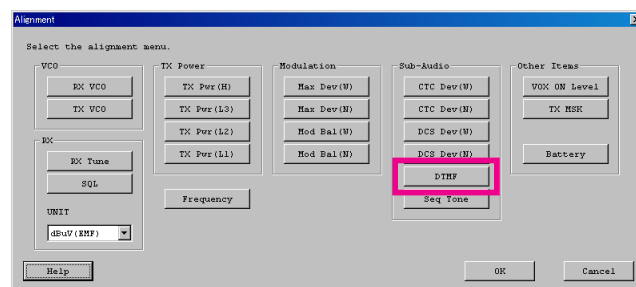 Alignment
Select the alignment menu.
VCO
RX VCO
TX VCO
RX
RX Tune
SQL
UNIT
dBuV(EMF)
TX Power
TX Pwr(H)
TX Pwr(L3)
TX Pwr(L2)
TX Pwr(L1)
Frequency
Modulation
Max Dev(W)
Max Dev(N)
Mod Bal(W)
Mod Bal(N)
Sub-Audio
CTC Dev(W)
CTC Dev(N)
DCS Dev(W)
DCS Dev(N)
DTMF
Seq Tone
Other Items
VOX ON Level
TX MSK
Battery
Help
OK
Cancel